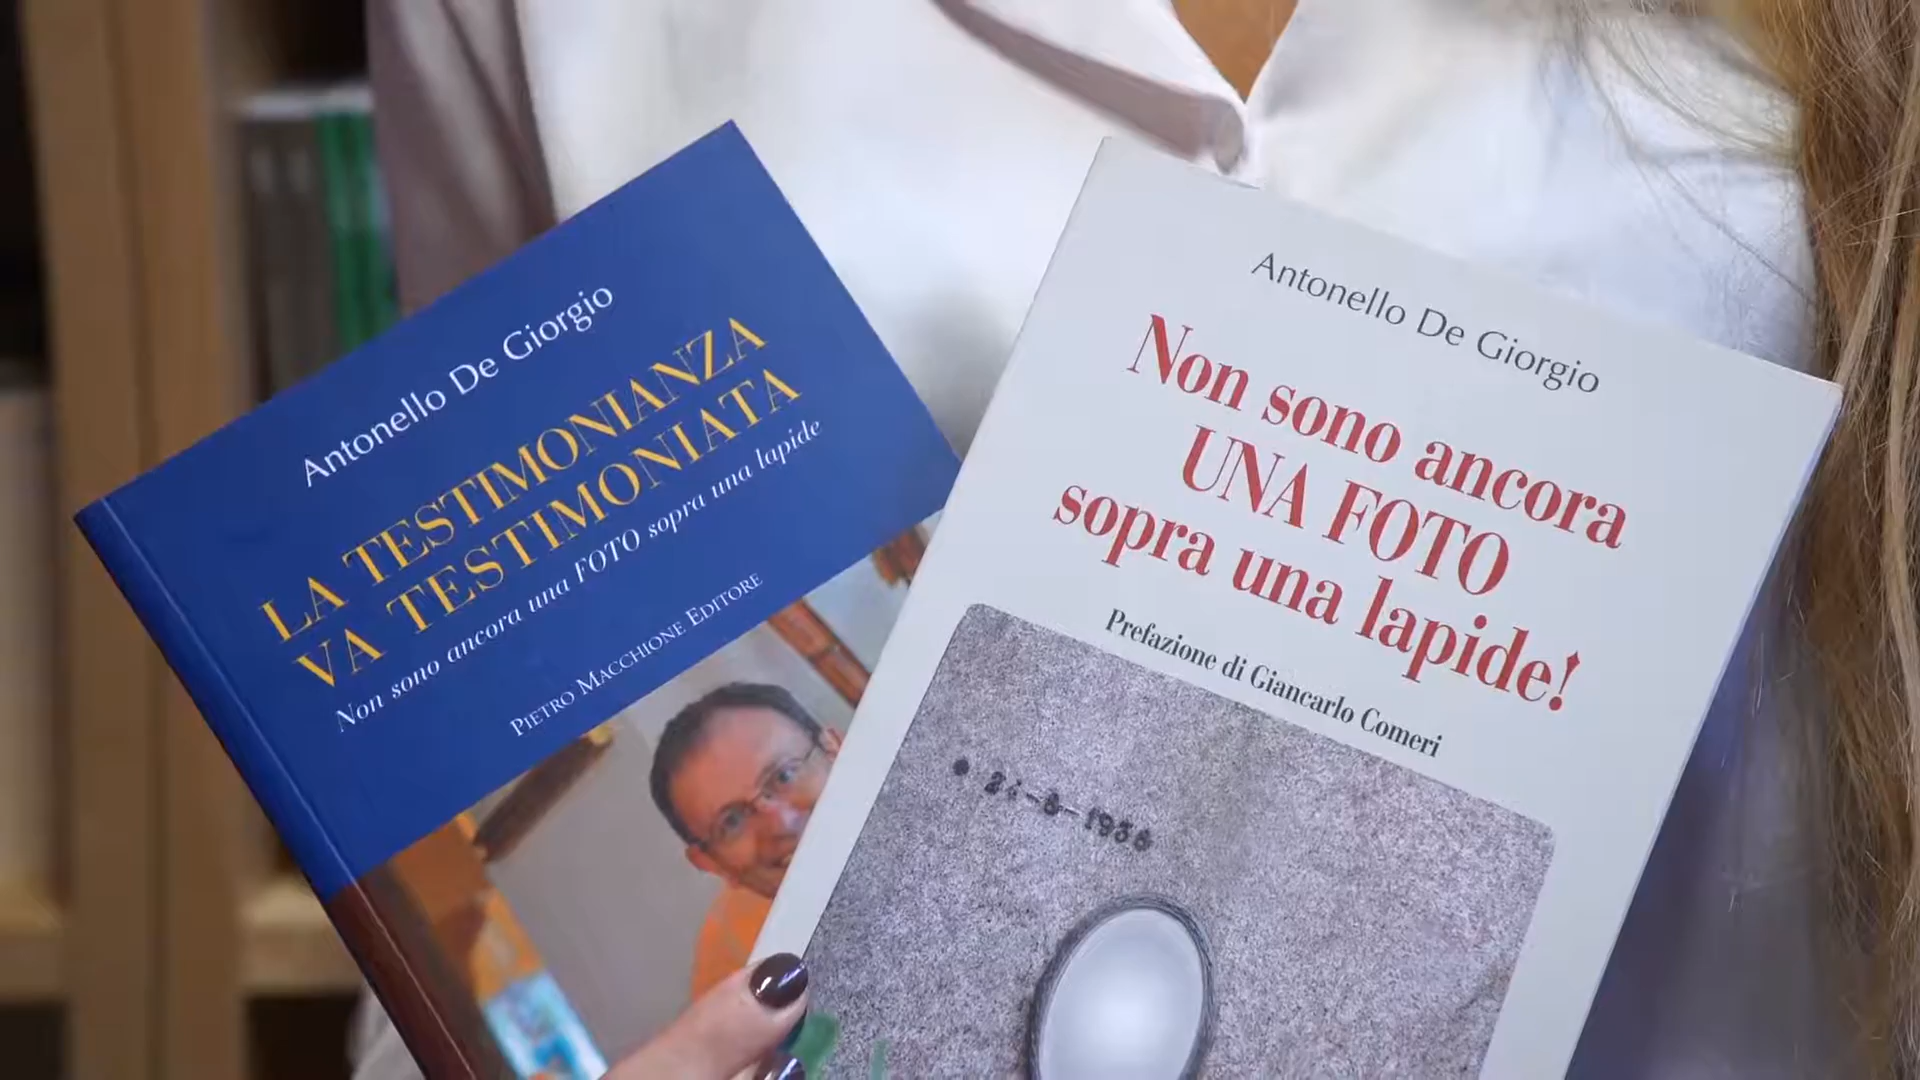 Antonello De Giorgio
LA TESTIMONIANZA
VA TESTIMONIATA
Non sono ancora una FOTO sopra una lapide
PIETRO MACCHIONE EDITORE
Antonello De Giorgio
Non sono ancora
UNA FOTO
sopra una lapide!
Prefazione di Giancarlo Comeri